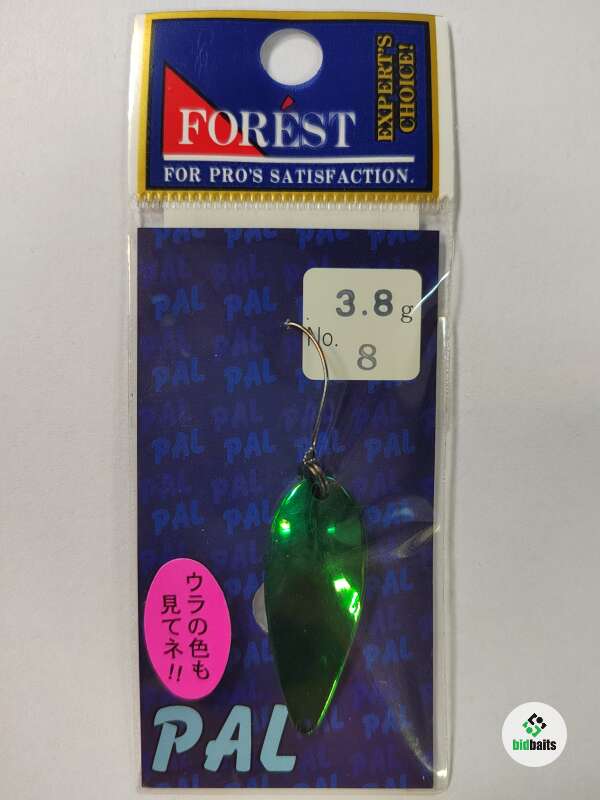 FORÉST
EXPERT'S
CHOICE!
FOR PRO'S SATISFACTION.
3.8g
No.
8
ウラの色も
見てネ!!
PAL
bidbaits